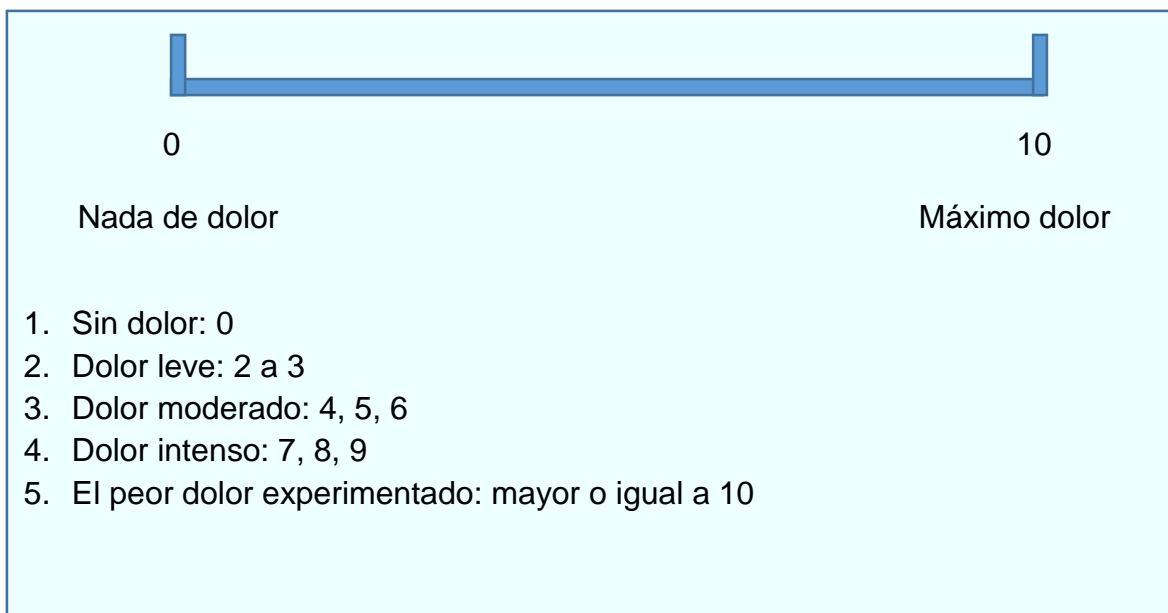 0 10
Nada de dolor Máximo dolor
1. Sin dolor: 0
2. Dolor leve: 2 a 3
3. Dolor moderado: 4, 5, 6
4. Dolor intenso: 7, 8, 9
5. El peor dolor experimentado: mayor o igual a 10